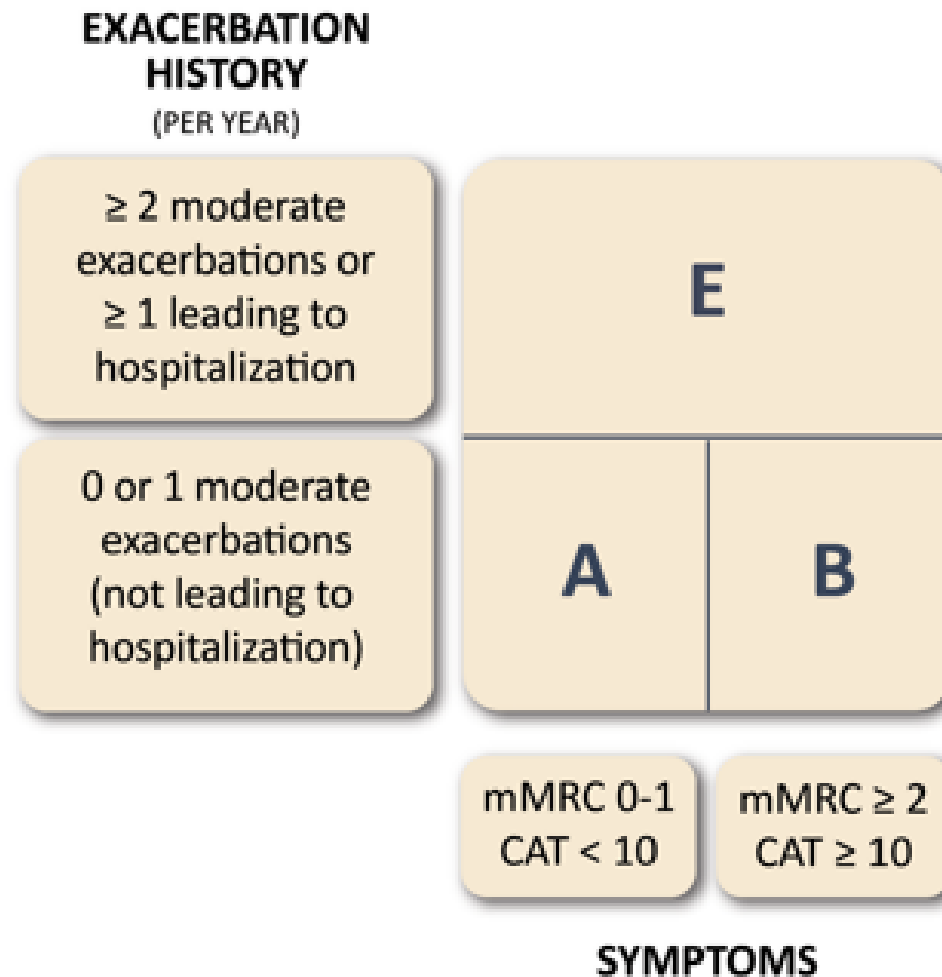 EXACERBATION
HISTORY
(PER YEAR)
≥ 2 moderate
exacerbations or
≥ 1 leading to
hospitalization
E
0 or 1 moderate
exacerbations
(not leading to
hospitalization)
A
B
mMRC 0-1
CAT < 10
mMRC ≥ 2
CAT ≥ 10
SYMPTOMS